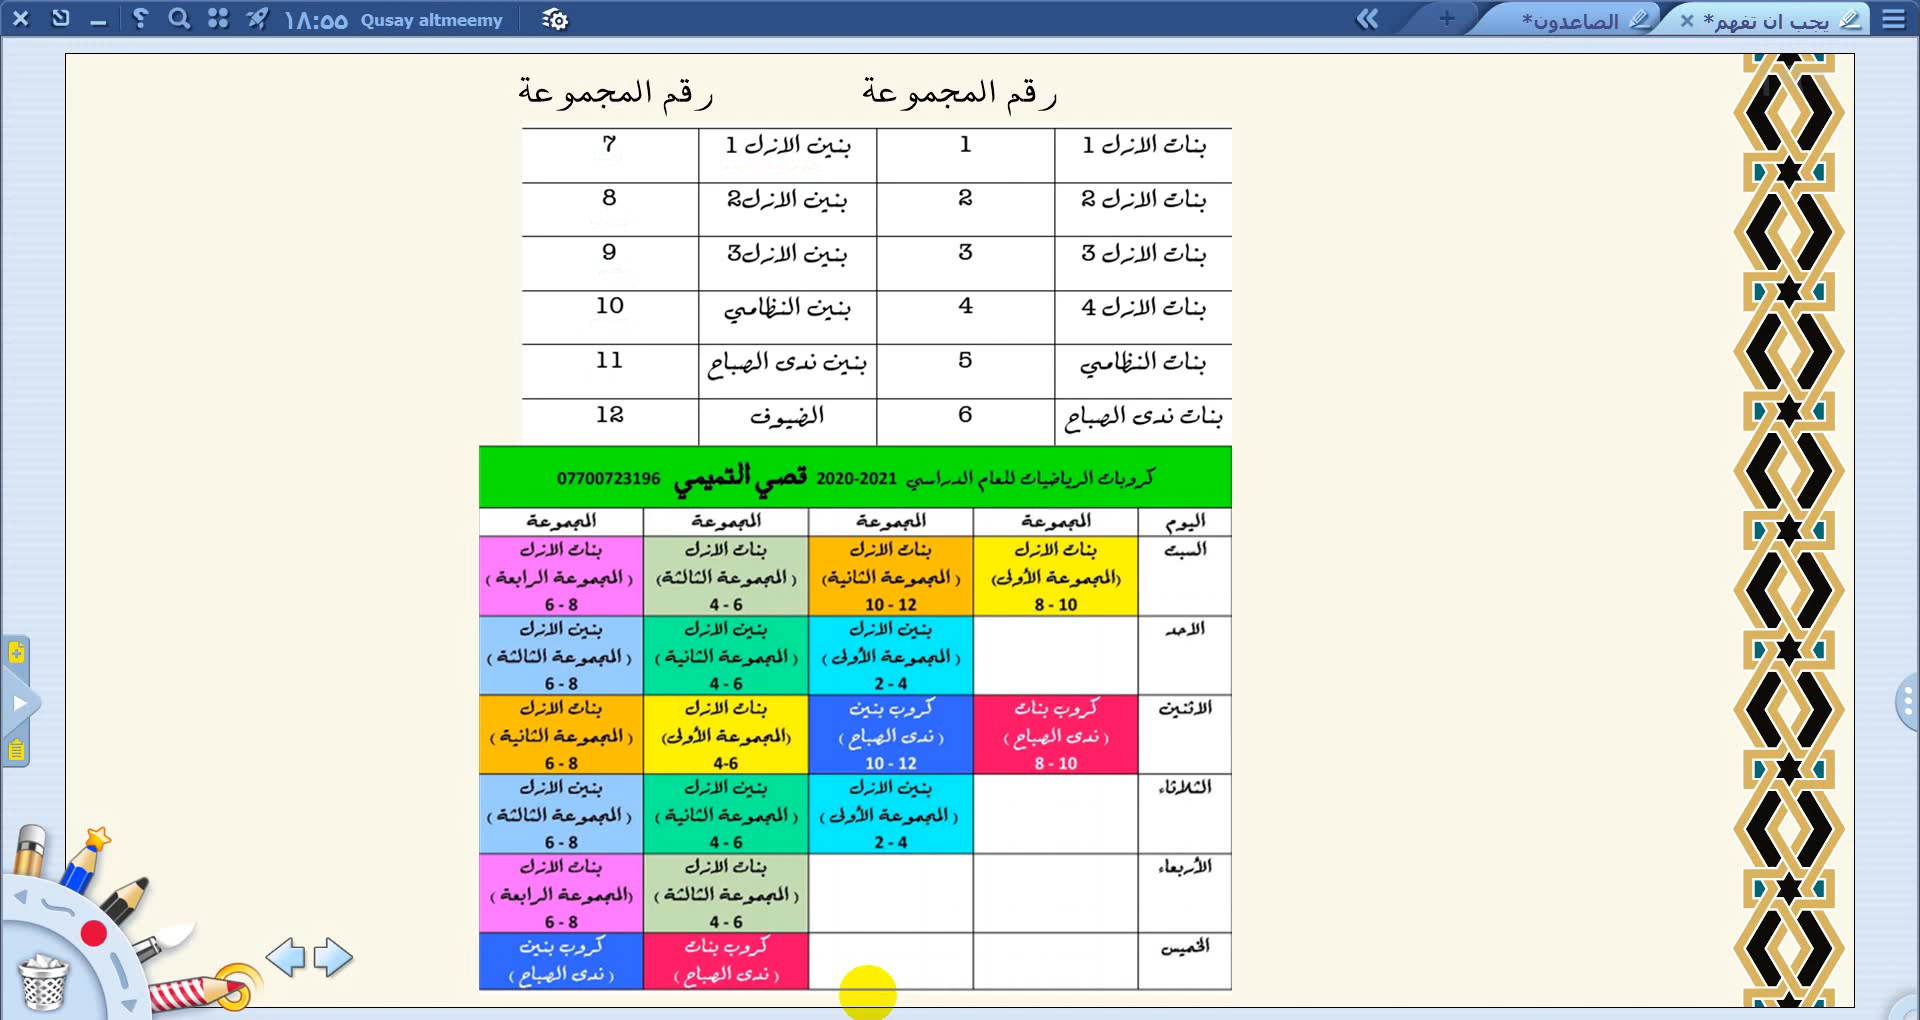 ١٨:٥٥ Qusay altmeemy
الصاعدون*
يجب ان تفهم*
رقم المجموعة رقم المجموعة
بنات الازل 1 1 بنين الازل 1 7
بنات الازل 2 2 بنين الازل2 8
بنات الازل 3 3 بنين الازل3 9
بنات الازل 4 4 بنين النظامي 10
بنات النظامي 5 بنين ندى الصباح 11
بنات ندى الصباح 6 الضيوف 12
كروبات الرياضيات للعام الدراسي 2021-2020 قصي التميمي 07700723196
اليوم المجموعة المجموعة المجموعة المجموعة
السبت بنات الازل بنات الازل بنات الازل بنات الازل
(المجموعة الأولى) (المجموعة الثانية) (المجموعة الثالثة) (المجموعة الرابعة)
8 - 10 10 - 12 4 - 6 6 - 8
الاحد بنين الازل بنين الازل بنين الازل
(المجموعة الأولى) (المجموعة الثانية) (المجموعة الثالثة)
2 - 4 4 - 6 6 - 8
الاثنين كروب بنات كروب بنين بنات الازل بنات الازل
(ندى الصباح) (ندى الصباح) (المجموعة الأولى) (المجموعة الثانية)
8 - 10 10 - 12 4-6 6 - 8
الثلاثاء بنين الازل بنين الازل بنين الازل
(المجموعة الأولى) (المجموعة الثانية) (المجموعة الثالثة)
2 - 4 4 - 6 6 - 8
الأربعاء بنات الازل بنات الازل
(المجموعة الثالثة) (المجموعة الرابعة)
4 - 6 6 - 8
الخميس كروب بنات كروب بنين
(ندى الصباح) (ندى الصباح)